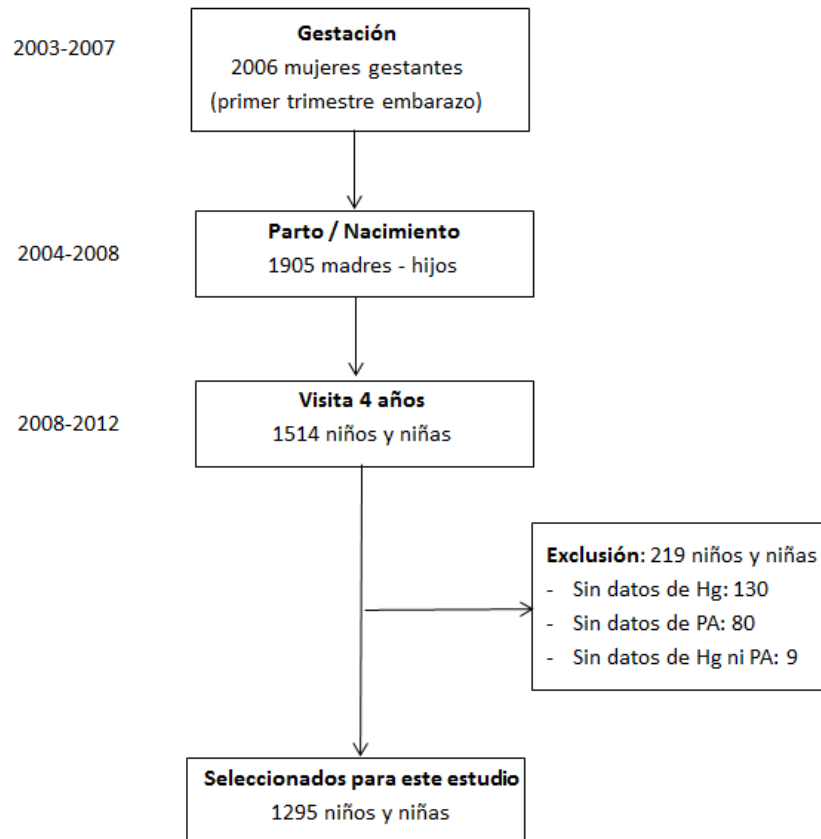 2003-2007
Gestación
2006 mujeres gestantes
(primer trimestre embarazo)
2004-2008
Parto / Nacimiento
1905 madres - hijos
2008-2012
Visita 4 años
1514 niños y niñas
Exclusión: 219 niños y niñas
- Sin datos de Hg: 130
- Sin datos de PA: 80
- Sin datos de Hg ni PA: 9
Seleccionados para este estudio
1295 niños y niñas